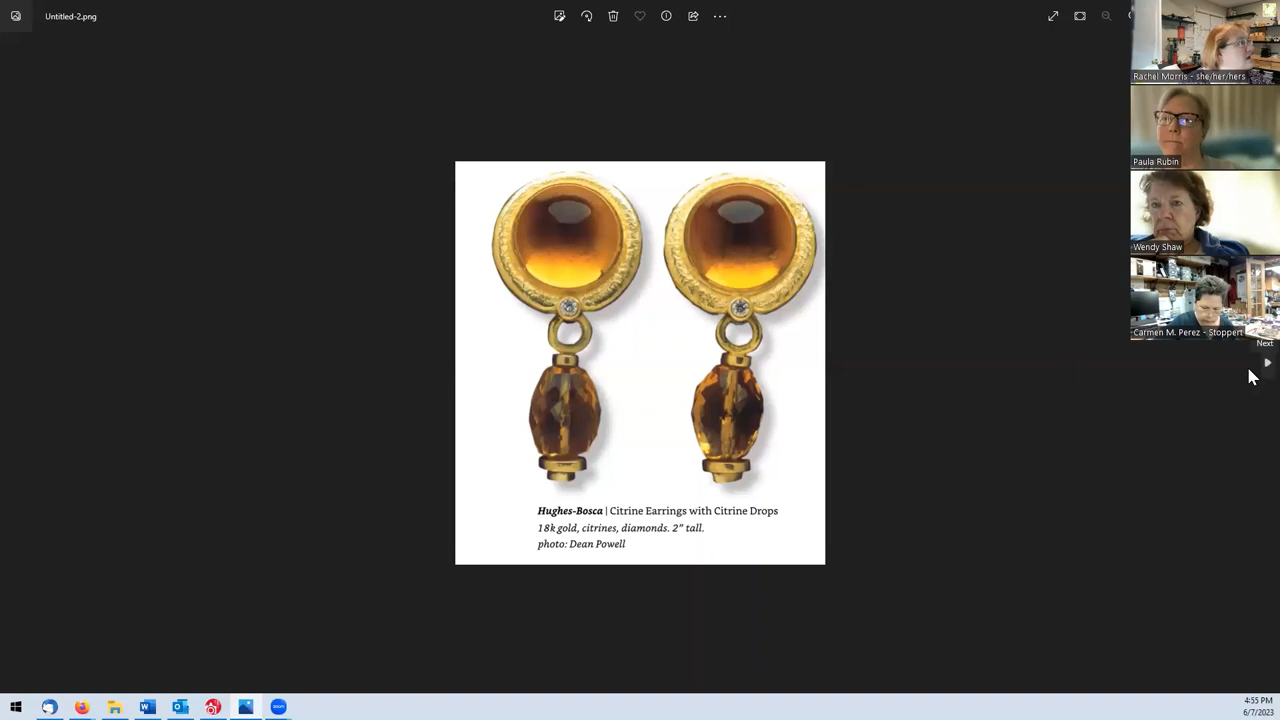 Untitled-2.png
Rachel Morris - she/her/hers
Paula Rubin
Wendy Shaw
Carmen M. Perez - Stoppert
Next
Hughes-Bosca | Citrine Earrings with Citrine Drops
18k gold, citrines, diamonds. 2" tall.
photo: Dean Powell
zoom
4:55 PM
6/7/2023